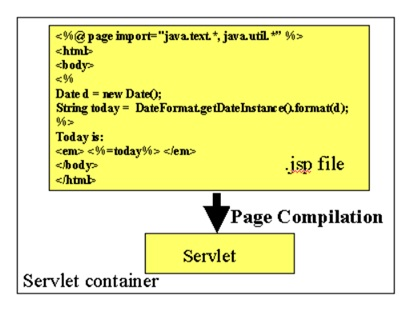 <%@ page import="java.text.*, java.util.*" %>
<html>
<body>
<%
Date d = new Date();
String today = DateFormat.getDateInstance().format(d);
%>
Today is:
<em> <%=today%> </em>
</body>
</html>
.jsp file
Page Compilation
Servlet
Servlet container